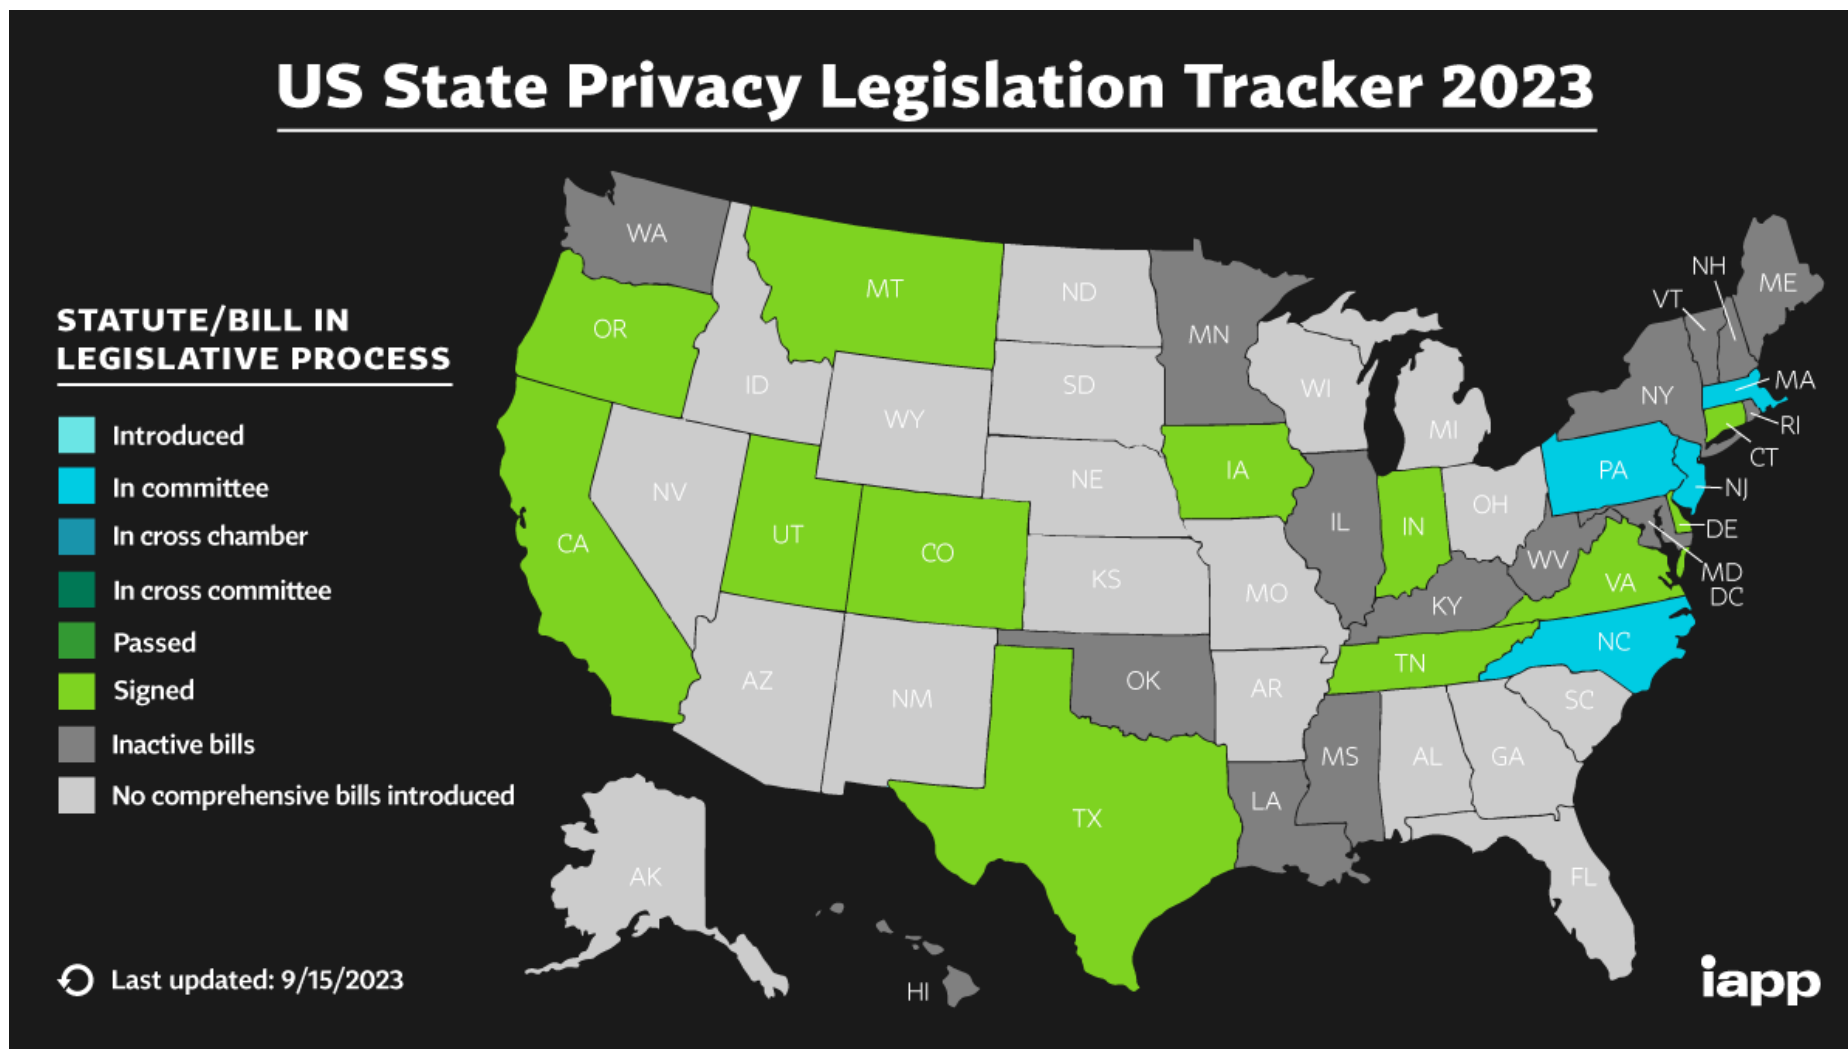 US State Privacy Legislation Tracker 2023
STATUTE/BILL IN
LEGISLATIVE PROCESS
Introduced
In committee
In cross chamber
In cross committee
Passed
Signed
Inactive bills
No comprehensive bills introduced
Last updated: 9/15/2023
WA
MT
ND
MN
NH
ME
VT
OR
ID
SD
WI
MI
NY
MA
RI
CT
WY
IA
NE
PA
NJ
NV
UT
CO
CA
IL
IN
OH
DE
WV
MD
DC
VA
KS
MO
KY
NC
TN
AZ
NM
OK
AR
SC
MS
AL
GA
LA
TX
FL
AK
HI
iapp